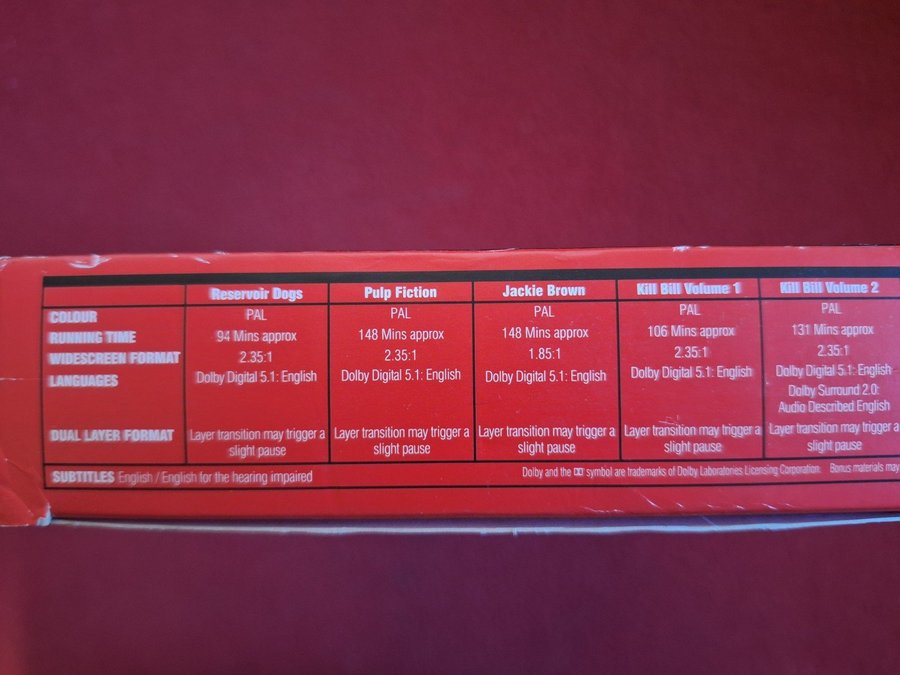 Reservoir Dogs Pulp Fiction Jackie Brown Kill Bill Volume 1 Kill Bill Volume 2
COLOUR PAL PAL PAL PAL PAL
RUNNING TIME 94 Mins approx 148 Mins approx 148 Mins approx 106 Mins approx 131 Mins approx
WIDESCREEN FORMAT 2.35:1 2.35:1 1.85:1 2.35:1 2.35:1
LANGUAGES Dolby Digital 5.1: English Dolby Digital 5.1: English Dolby Digital 5.1: English Dolby Digital 5.1: English Dolby Digital 5.1: English
Dolby Surround 2.0:
Audio Described English
DUAL LAYER FORMAT Layer transition may trigger a Layer transition may trigger a Layer transition may trigger a Layer transition may trigger a Layer transition may trigger a
slight pause slight pause slight pause slight pause slight pause
SUBTITLES English / English for the hearing impaired Dolby and the symbol are trademarks of Dolby Laboratories Licensing Corporation. Bonus materials may